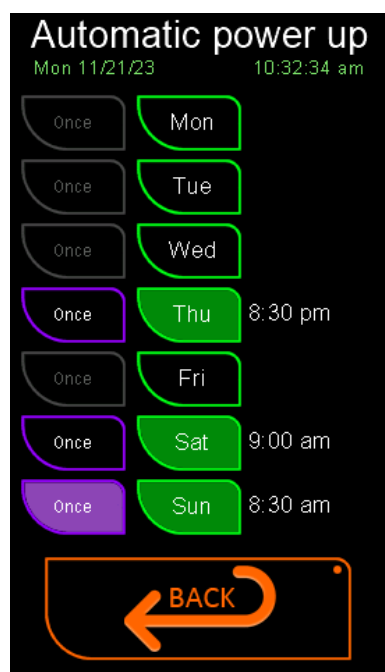 Automatic power up
Mon 11/21/23 10:32:34 am
Once Mon
Once Tue
Once Wed
Once Thu 8:30 pm
Once Fri
Once Sat 9:00 am
Once Sun 8:30 am
BACK